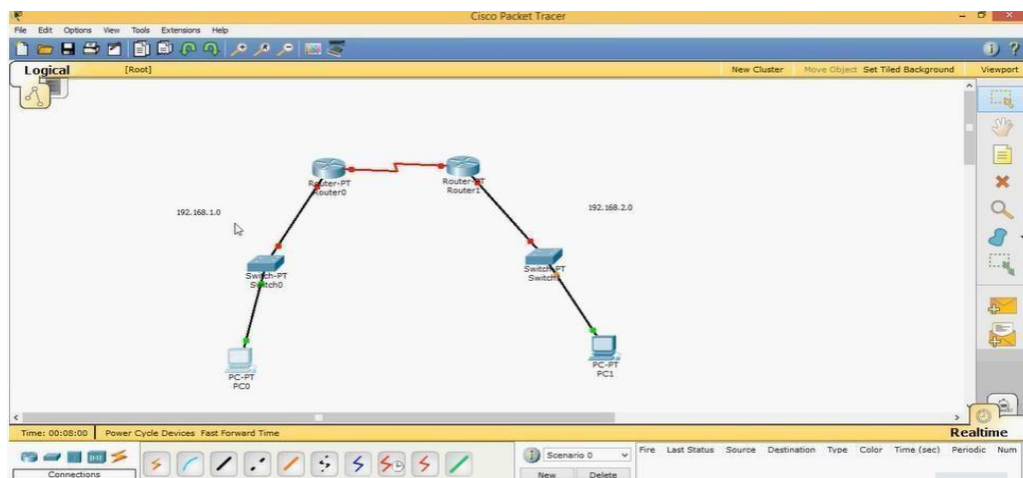 Cisco Packet Tracer
File Edit Options View Tools Extensions Help
Logical [Root] New Cluster Move Object Set Tiled Background Viewport
Router-PT
Router0
Router-PT
Router1
192.168.1.0
192.168.2.0
Switch-PT
Switch0
Switch-PT
PC-PT
PC0
PC-PT
PC1
Time: 00:08:00 Power Cycle Devices Fast Forward Time Realtime
Scenario 0 Fire Last Status Source Destination Type Color Time (sec) Periodic Num
Connections New Delete